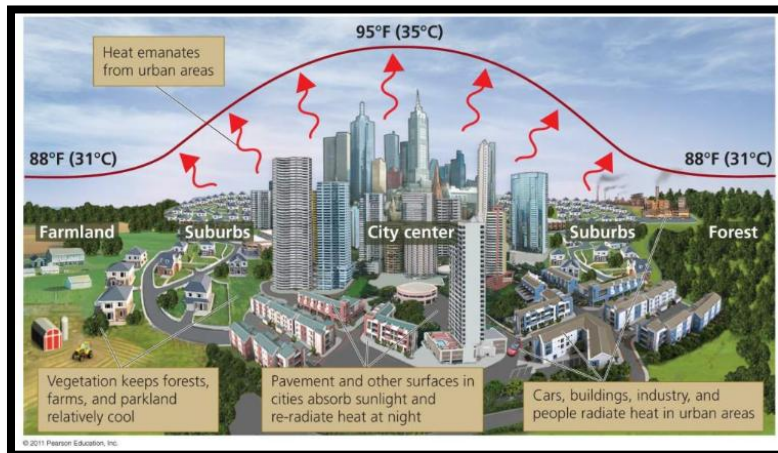 95°F (35°C)
Heat emanates
from urban areas
88°F (31°C)
88°F (31°C)
Farmland
Suburbs
City center
Suburbs
Forest
Vegetation keeps forests,
farms, and parkland
relatively cool
Pavement and other surfaces in
cities absorb sunlight and
re-radiate heat at night
Cars, buildings, industry, and
people radiate heat in urban areas
© 2011 Pearson Education, Inc.